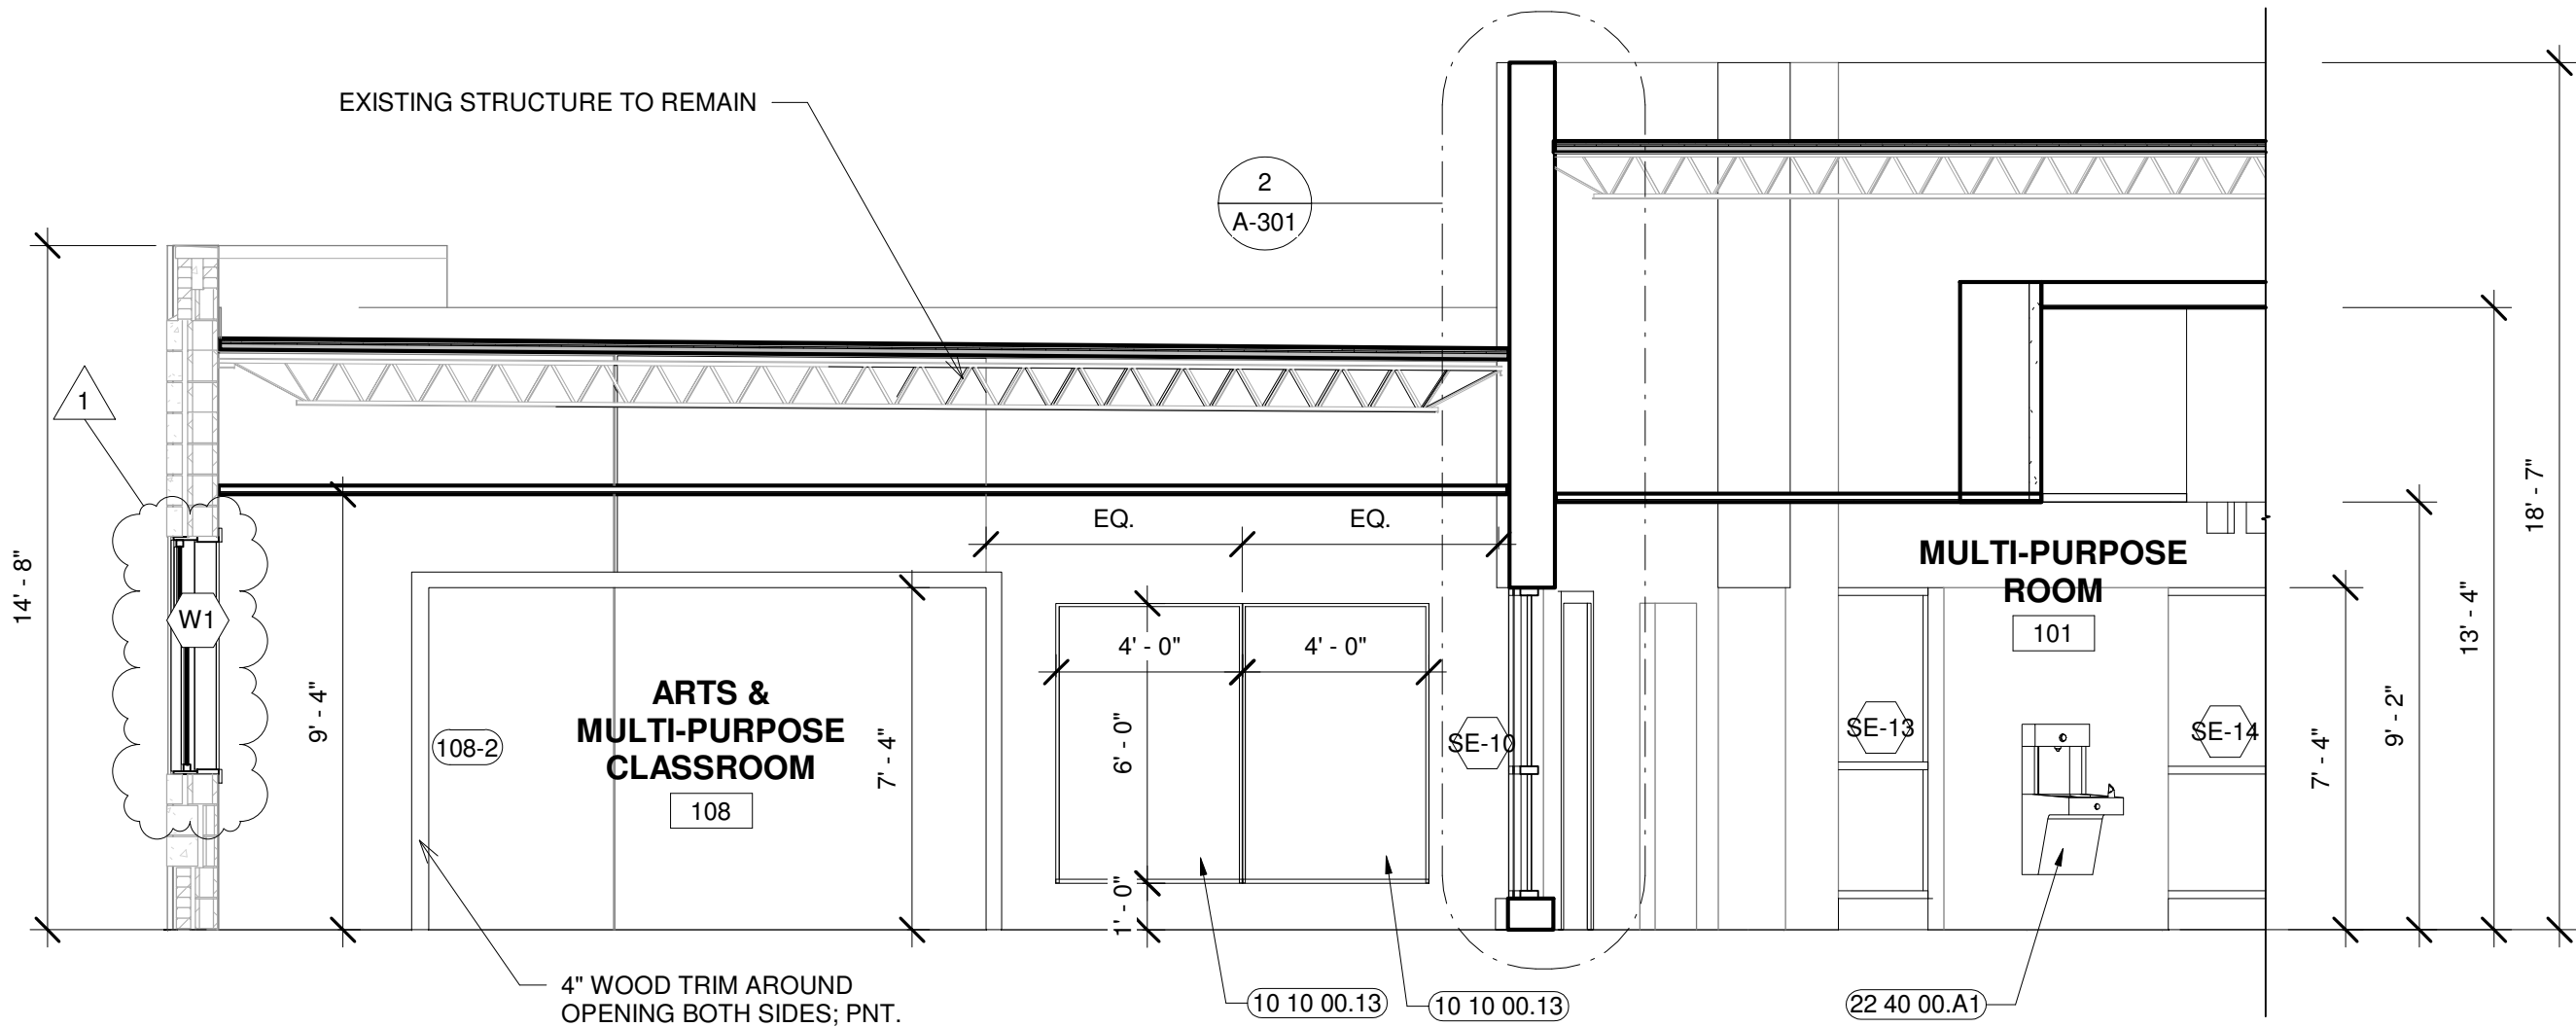 EXISTING STRUCTURE TO REMAIN
2
A-301
1
14' - 8"
W1
9' - 4"
108-2
ARTS &
MULTI-PURPOSE
CLASSROOM
108
7' - 4"
EQ.
EQ.
4' - 0"
4' - 0"
6' - 0"
1' - 0"
SE-10
MULTI-PURPOSE
ROOM
101
SE-13
SE-14
7' - 4"
9' - 2"
13' - 4"
18' - 7"
4" WOOD TRIM AROUND
OPENING BOTH SIDES; PNT.
10 10 00.13
10 10 00.13
22 40 00.A1